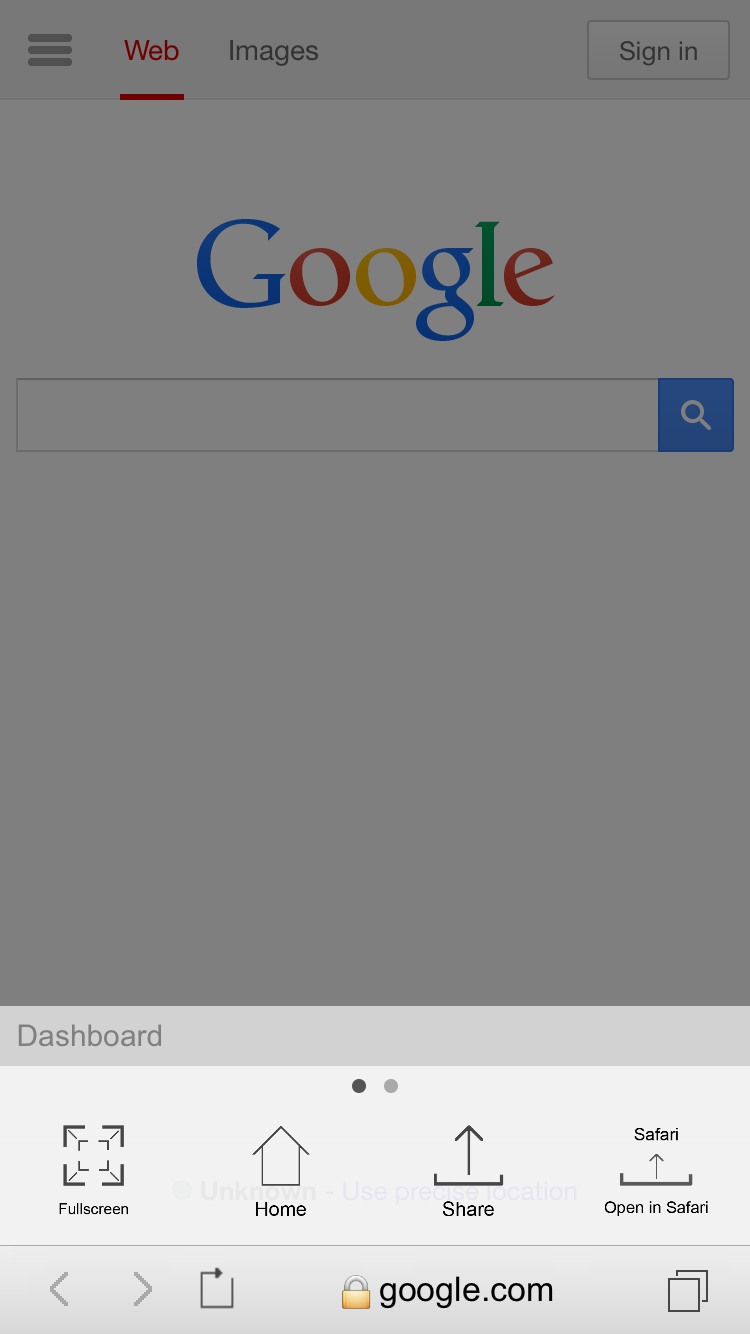 Web Images Sign in
Google
Dashboard
Safari
Unknown - Use precise location
Fullscreen Home Share Open in Safari
google.com